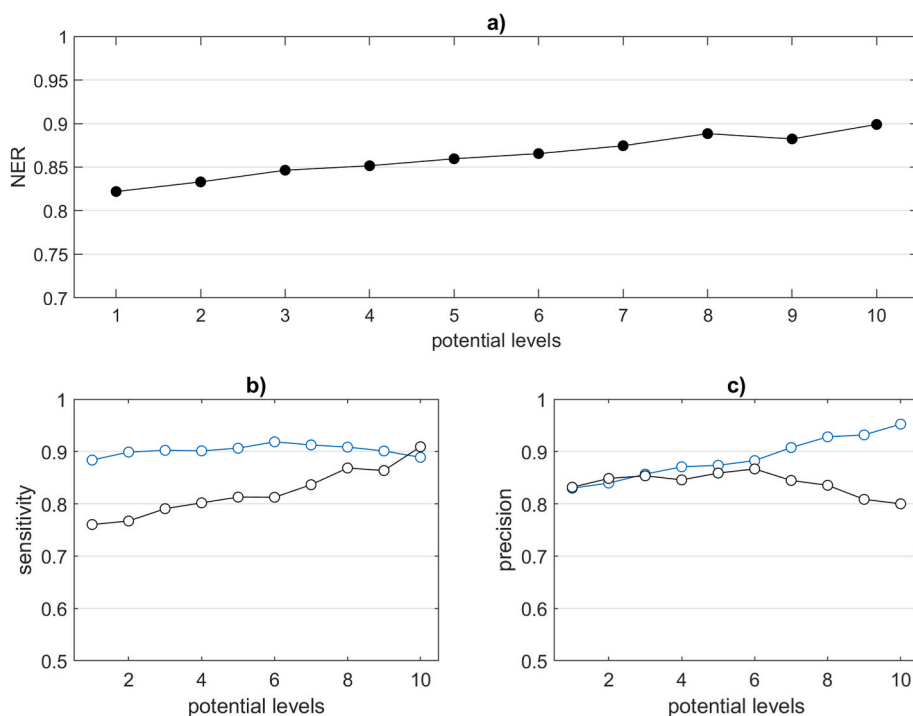 a)
1
0.95
0.9
0.85
0.8
0.75
0.7
NER
1 2 3 4 5 6 7 8 9 10
potential levels
b)
1
0.9
0.8
0.7
0.6
0.5
sensitivity
2 4 6 8 10
potential levels
c)
1
0.9
0.8
0.7
0.6
0.5
precision
2 4 6 8 10
potential levels